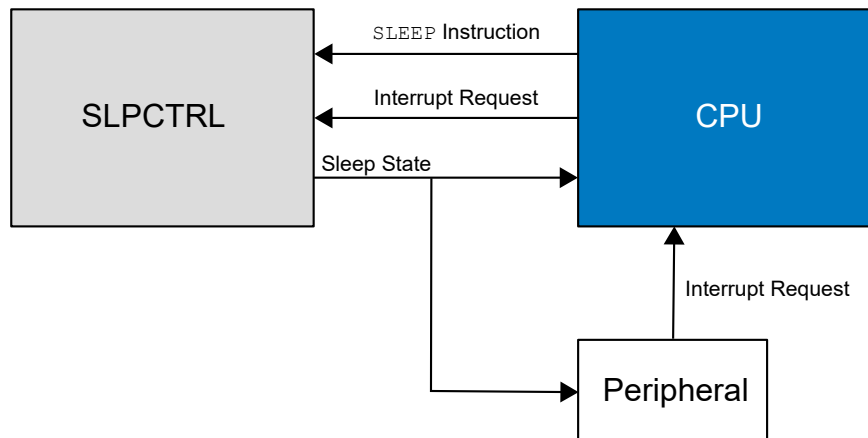 SLEEP Instruction
SLPCTRL
Interrupt Request
CPU
Sleep State
Interrupt Request
Peripheral